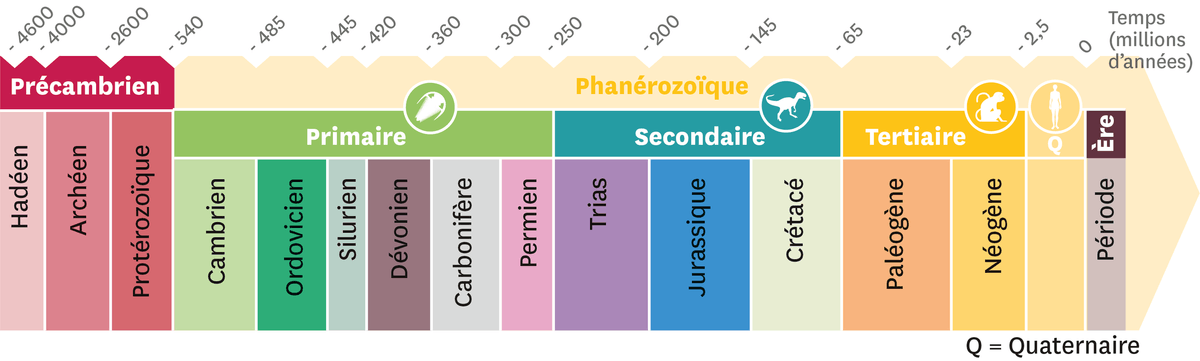 - 4600
- 4000
- 2600
- 540
- 485
- 445
- 420
- 360
- 300
- 250
- 200
- 145
- 65
- 23
- 2,5
0
Temps
(millions
d'années)
Précambrien
Phanérozoïque
Primaire
Secondaire
Tertiaire
Q
Ère
Hadéen
Archéen
Protérozoïque
Cambrien
Ordovicien
Silurien
Dévonien
Carbonifère
Permien
Trias
Jurassique
Crétacé
Paléogène
Néogène
Période
Q = Quaternaire